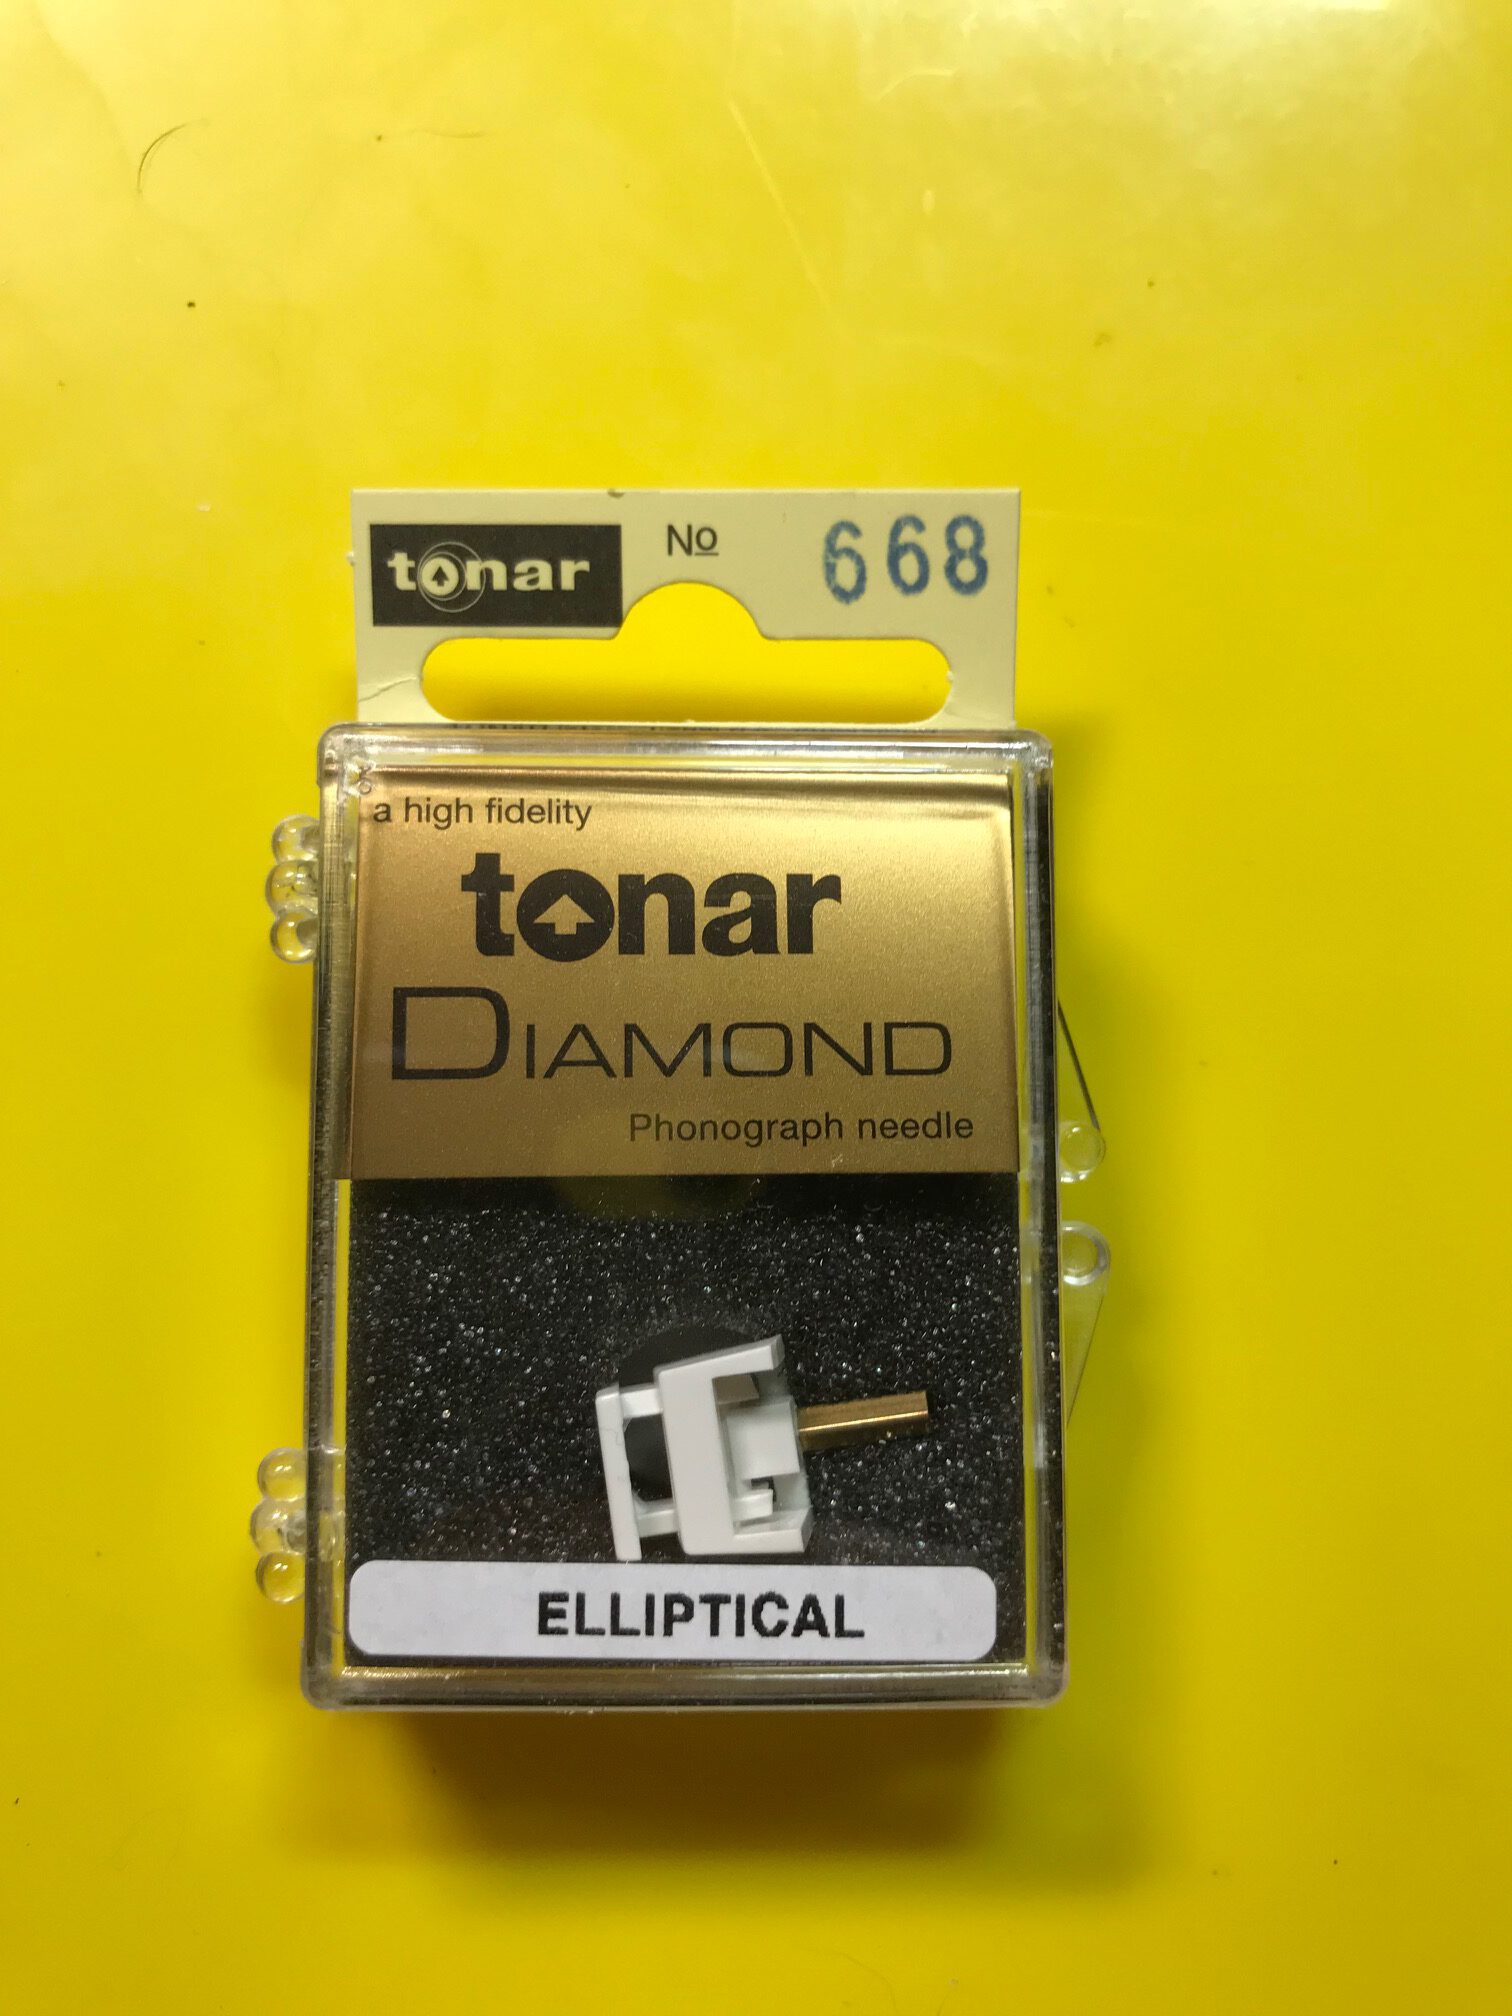 tonar No 668
a high fidelity
tonar
DIAMOND
Phonograph needle
ELLIPTICAL